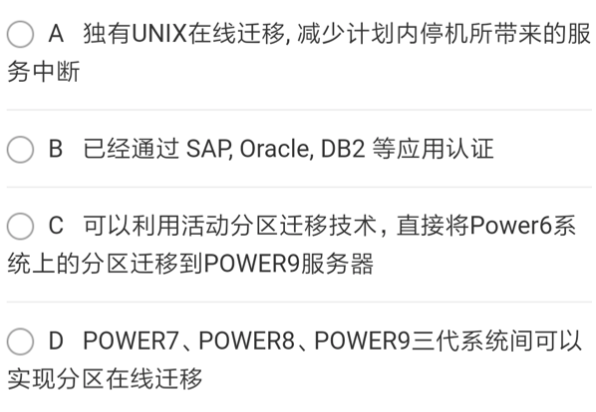 A 独有UNIX在线迁移, 减少计划内停机所带来的服
务中断
B 已经通过 SAP, Oracle, DB2 等应用认证
C 可以利用活动分区迁移技术，直接将Power6系
统上的分区迁移到POWER9服务器
D POWER7、POWER8、POWER9三代系统间可以
实现分区在线迁移